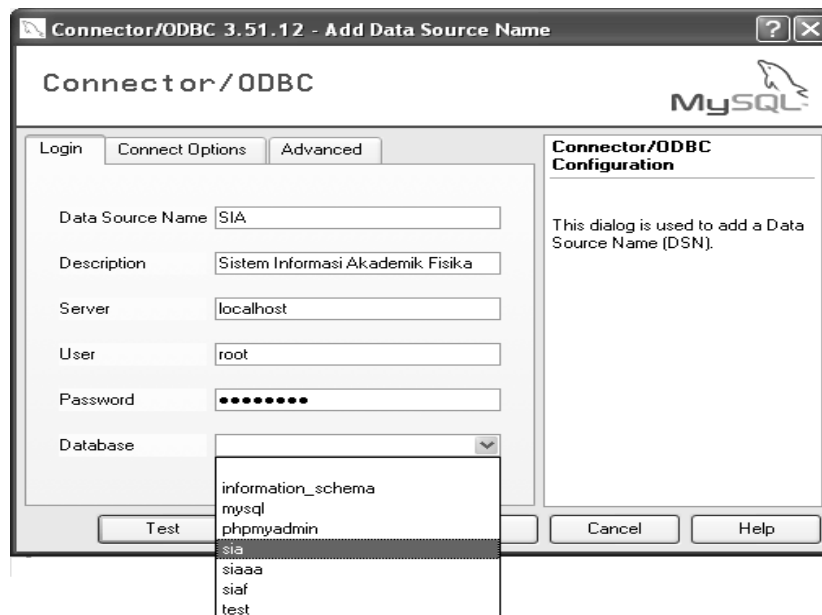 Connector/ODBC 3.51.12 - Add Data Source Name
Connector/ODBC
MySQL
Login
Connect Options
Advanced
Data Source Name SIA
Description Sistem Informasi Akademik Fisika
Server localhost
User root
Password ●●●●●●●●
Database
information_schema
mysql
phpmyadmin
sia
siaaa
siaf
test
Test
Cancel
Help
Connector/ODBC
Configuration
This dialog is used to add a Data
Source Name (DSN).